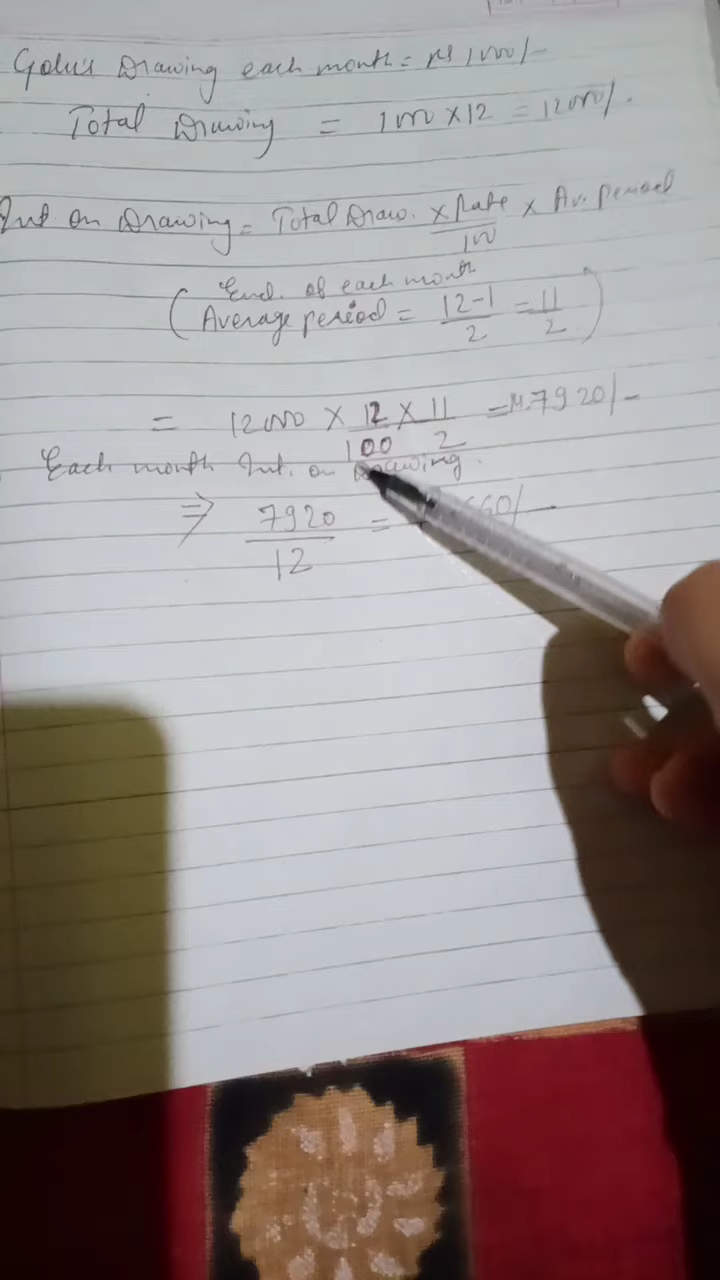 Golu's Drawing each month = Rs 1000/-
Total Drawing = 1000 × 12 = 12000/.
Int on Drawing = Total Draw. × Rate/100 × Av. period
(End. of each month
Average period = 12-1/2 = 11/2)
= 12000 × 12/100 × 11/2 = Rs.7920/-
Each month Int. on Drawing.
⇒ 7920/12 = 660/-